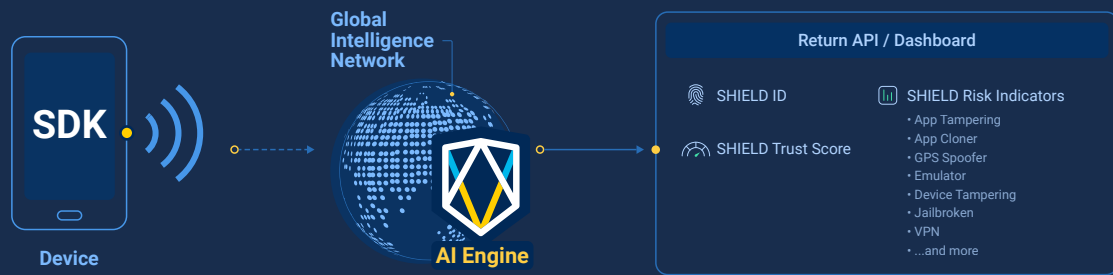 SDK
Device
Global
Intelligence
Network
AI Engine
Return API / Dashboard
SHIELD ID
SHIELD Trust Score
SHIELD Risk Indicators
• App Tampering
• App Cloner
• GPS Spoofer
• Emulator
• Device Tampering
• Jailbroken
• VPN
• ...and more